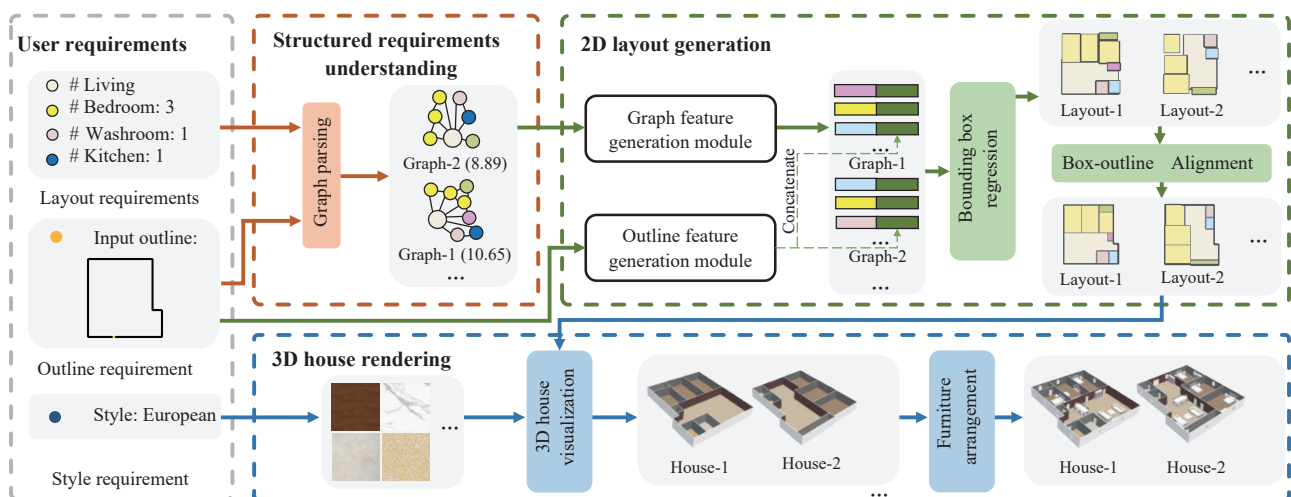 User requirements
# Living
# Bedroom: 3
# Washroom: 1
# Kitchen: 1
Layout requirements
Input outline:
Outline requirement
Style: European
Style requirement
Structured requirements
understanding
Graph parsing
Graph-2 (8.89)
Graph-1 (10.65)
...
2D layout generation
Graph feature
generation module
Outline feature
generation module
Concatenate
...
Graph-1
...
Graph-2
...
Bounding box
regression
Layout-1
Layout-2
...
Box-outline Alignment
Layout-1
Layout-2
...
3D house rendering
...
3D house
visualization
House-1
House-2
...
Furniture
arrangement
House-1
House-2